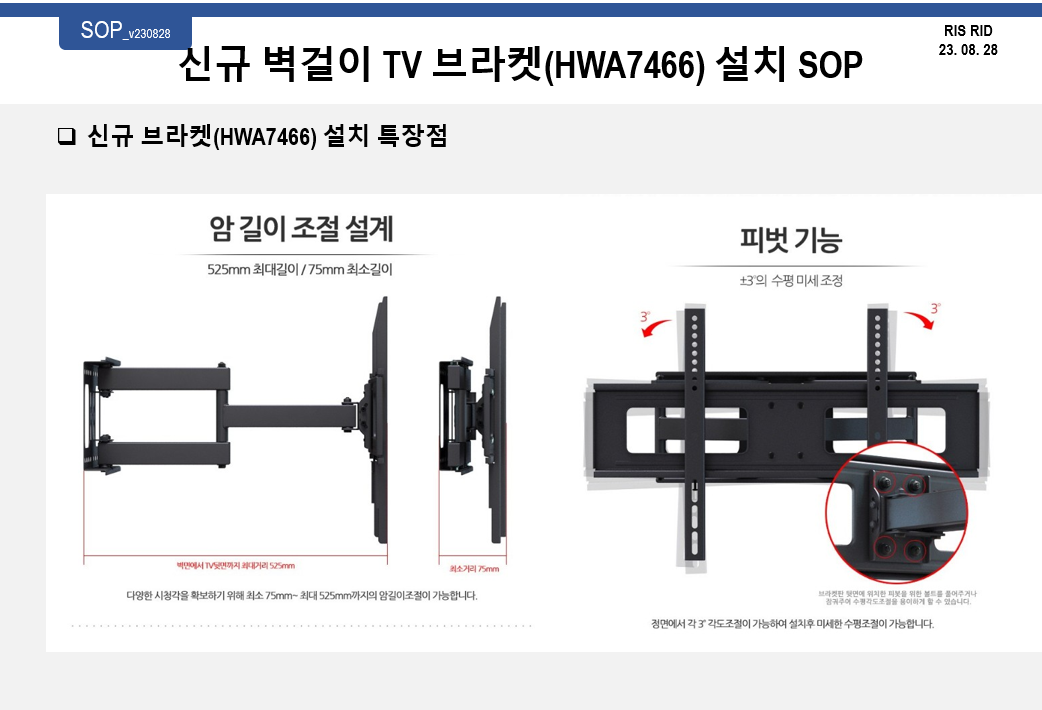 SOP_v230828
RIS RID
23. 08. 28
신규 벽걸이 TV 브라켓(HWA7466) 설치 SOP
❑ 신규 브라켓(HWA7466) 설치 특장점
암 길이 조절 설계
525mm 최대길이 / 75mm 최소길이
벽면에서 TV뒷면까지 최대거리 525mm
최소거리 75mm
다양한 시청각을 확보하기 위해 최소 75mm~ 최대 525mm까지의 암길이조절이 가능합니다.
피벗 기능
±3°의 수평 미세 조정
3°
3°
브라켓판 뒷면에 위치한 피봇을 위한 볼트를 풀어주거나
잠궈주어 수평각도조절을 용이하게 할 수 있습니다.
정면에서 각 3° 각도조절이 가능하여 설치후 미세한 수평조절이 가능합니다.